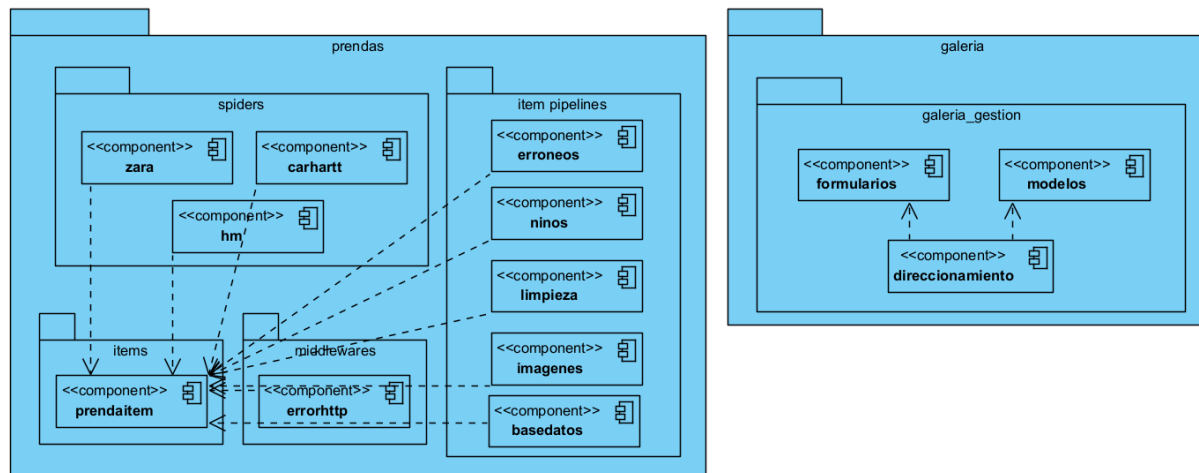 prendas
spiders
<<component>>
zara
<<component>>
carhartt
<<component>>
hm
item pipelines
<<component>>
erroneos
<<component>>
ninos
<<component>>
limpieza
<<component>>
imagenes
<<component>>
basedatos
items
<<component>>
prendaitem
middlewares
<<component>>
errorhttp
galeria
galeria_gestion
<<component>>
formularios
<<component>>
modelos
<<component>>
direccionamiento